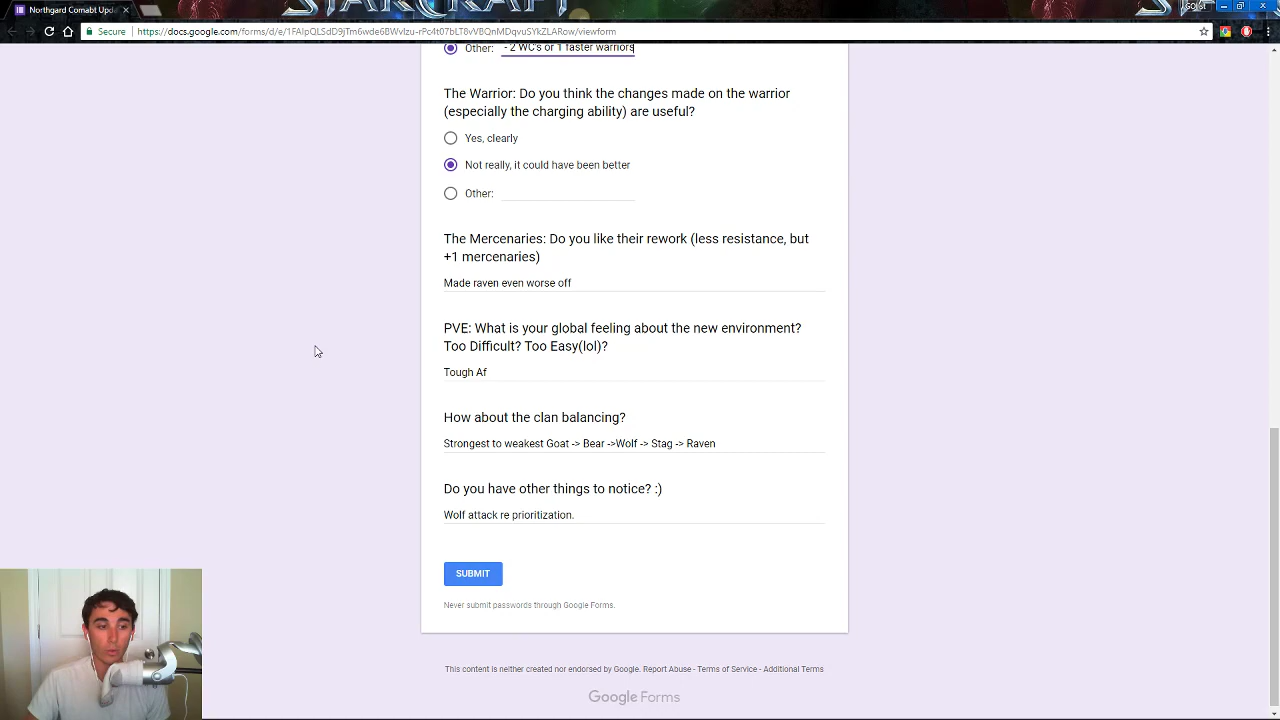 Northgard Comabt Upd
Secure
https://docs.google.com/forms/d/e/1FAIpQLSdD9jTm6wde6BWvlzu-rPc4t07bLT8vVBQnMDqvuSYkZLARow/viewform
Other: - 2 WC's or 1 faster warriors
The Warrior: Do you think the changes made on the warrior
(especially the charging ability) are useful?
Yes, clearly
Not really, it could have been better
Other:
The Mercenaries: Do you like their rework (less resistance, but
+1 mercenaries)
Made raven even worse off
PVE: What is your global feeling about the new environment?
Too Difficult? Too Easy(lol)?
Tough Af
How about the clan balancing?
Strongest to weakest Goat -> Bear ->Wolf -> Stag -> Raven
Do you have other things to notice? :)
Wolf attack re prioritization.
SUBMIT
Never submit passwords through Google Forms.
This content is neither created nor endorsed by Google. Report Abuse - Terms of Service - Additional Terms
Google Forms